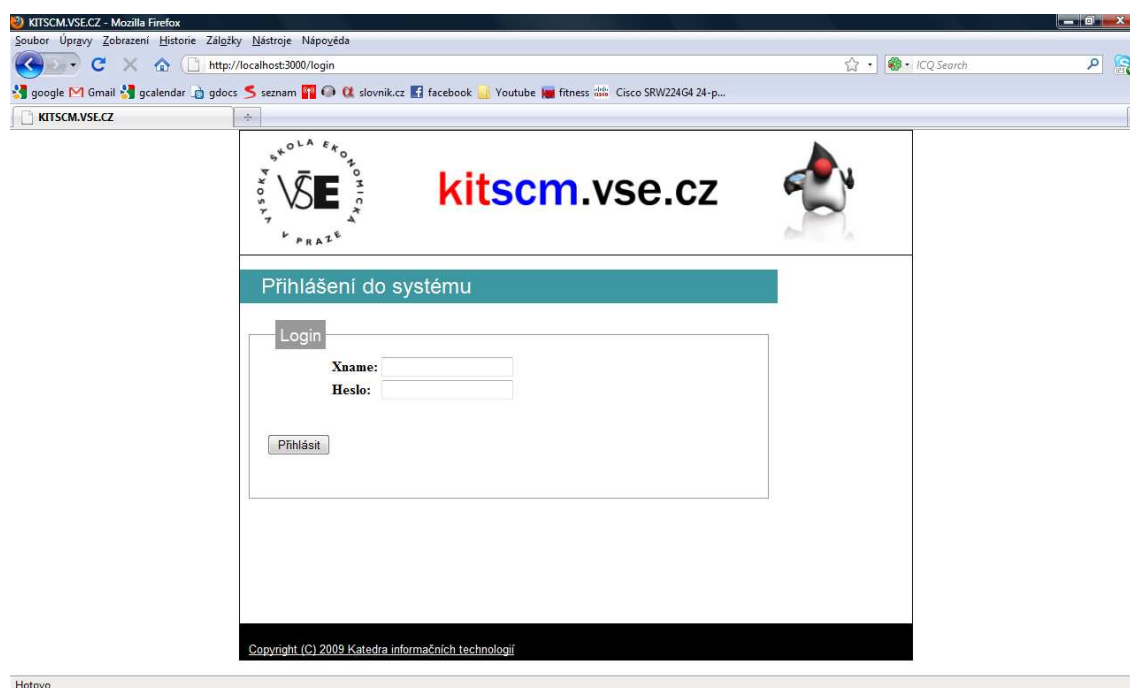 KITSCM.VSE.CZ - Mozilla Firefox
Soubor Úpravy Zobrazení Historie Záložky Nástroje Nápověda
http://localhost:3000/login ICQ Search
google Gmail gcalendar gdocs seznam slovnik.cz facebook Youtube fitness Cisco SRW224G4 24-p...
KITSCM.VSE.CZ
VYSOKÁ ŠKOLA EKONOMICKÁ V PRAZE
VŠE
kitscm.vse.cz
Přihlášení do systému
Login
Xname:
Heslo:
Přihlásit
Copyright (C) 2009 Katedra informačních technologií
Hotovo